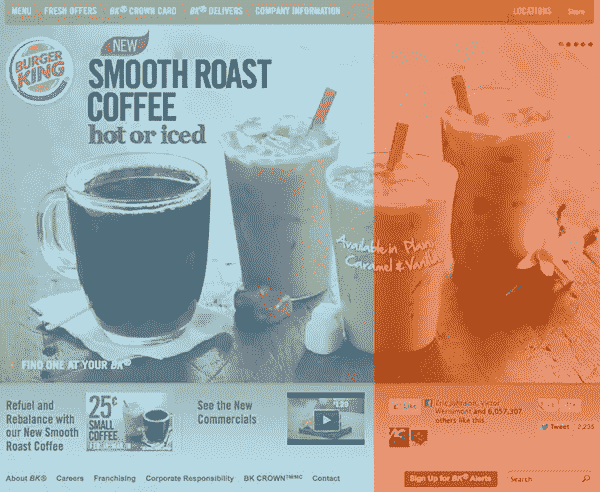 MENU FRESH OFFERS BK® CROWN CARD BK® DELIVERS COMPANY INFORMATION LOCATIONS Share
BURGER
KING
NEW
SMOOTH ROAST
COFFEE
hot or iced
Available in Plain,
Caramel & Vanilla
FIND ONE AT YOUR BK®
Refuel and
Rebalance with
our New Smooth
Roast Coffee
25¢
SMALL
COFFEE
See the New
Commercials
Like
Eric Johnson, Victor
and 6,057,307
others like this.
Tweet
About BK® Careers Franchising Corporate Responsibility BK CROWN™/INC Contact
Sign Up for BK® Alerts
Search